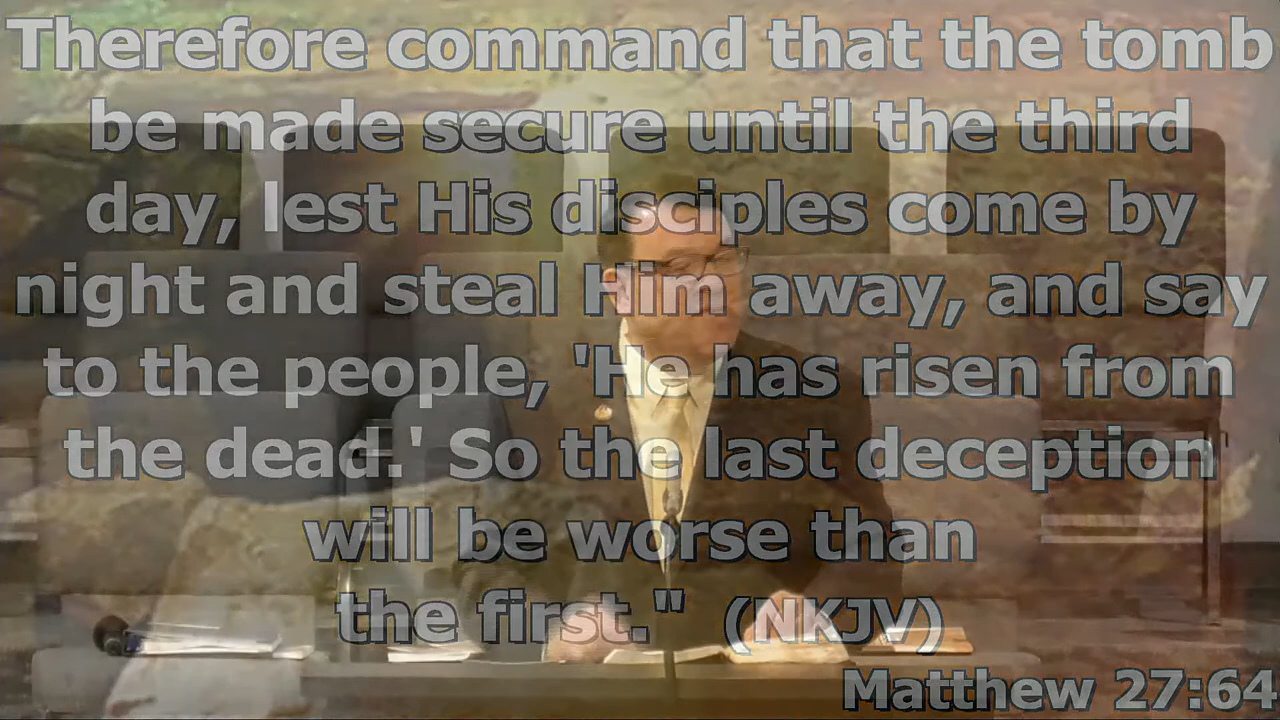 Therefore command that the tomb
be made secure until the third
day, lest His disciples come by
night and steal Him away, and say
to the people, 'He has risen from
the dead.' So the last deception
will be worse than
the first." (NKJV)
Matthew 27:64